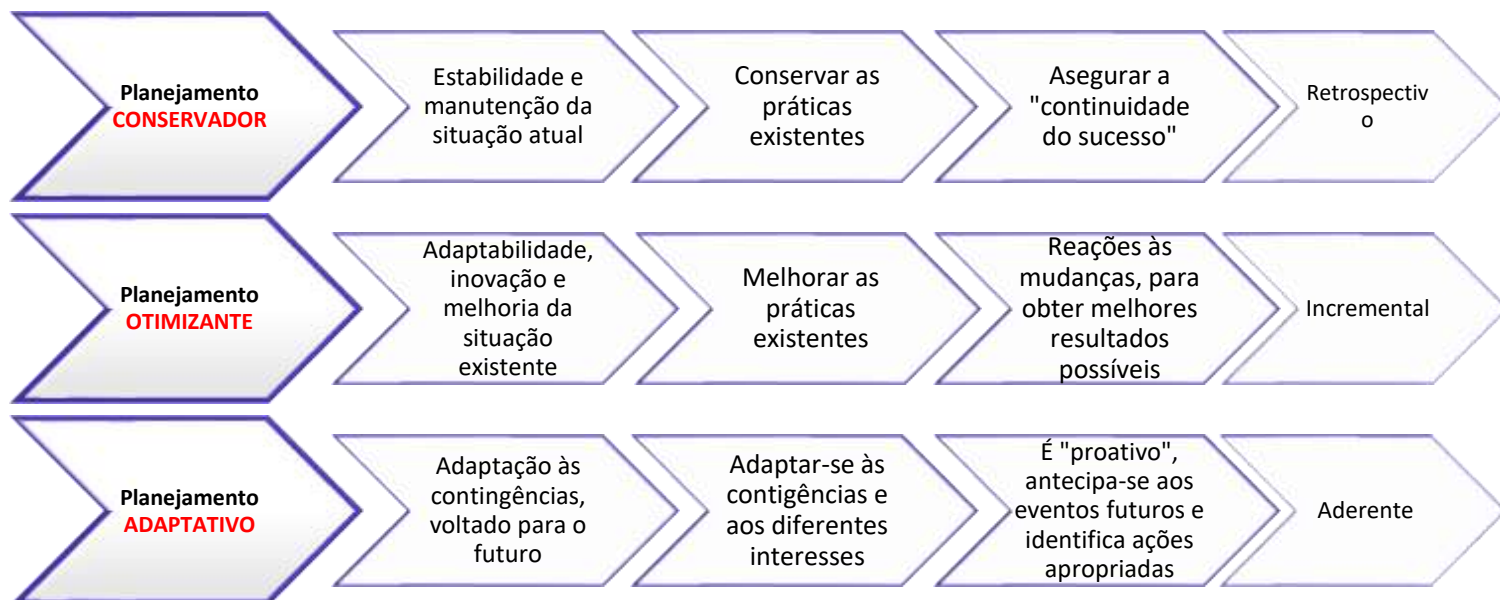 Planejamento
CONSERVADOR
Estabilidade e
manutenção da
situação atual
Conservar as
práticas
existentes
Asegurar a
"continuidade
do sucesso"
Retrospectiv
o
Planejamento
OTIMIZANTE
Adaptabilidade,
inovação e
melhoria da
situação
existente
Melhorar as
práticas
existentes
Reações às
mudanças, para
obter melhores
resultados
possíveis
Incremental
Planejamento
ADAPTATIVO
Adaptação às
contingências,
voltado para o
futuro
Adaptar-se às
contigências e
aos diferentes
interesses
É "proativo",
antecipa-se aos
eventos futuros e
identifica ações
apropriadas
Aderente